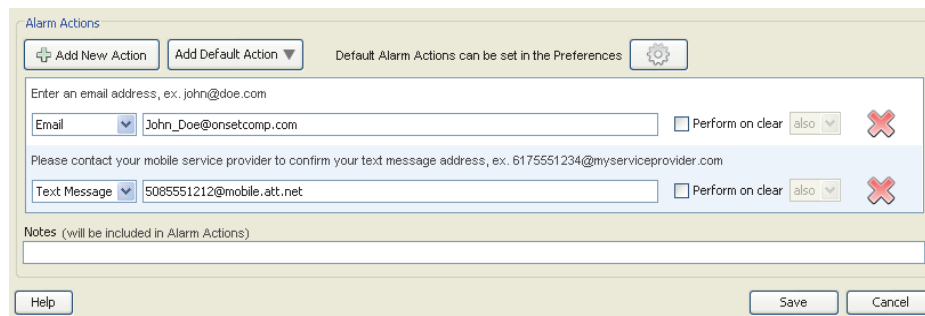 Alarm Actions
Add New Action Add Default Action Default Alarm Actions can be set in the Preferences
Enter an email address, ex. john@doe.com
Email John_Doe@onsetcomp.com Perform on clear also
Please contact your mobile service provider to confirm your text message address, ex. 6175551234@myserviceprovider.com
Text Message 5085551212@mobile.att.net Perform on clear also
Notes (will be included in Alarm Actions)
Help Save Cancel